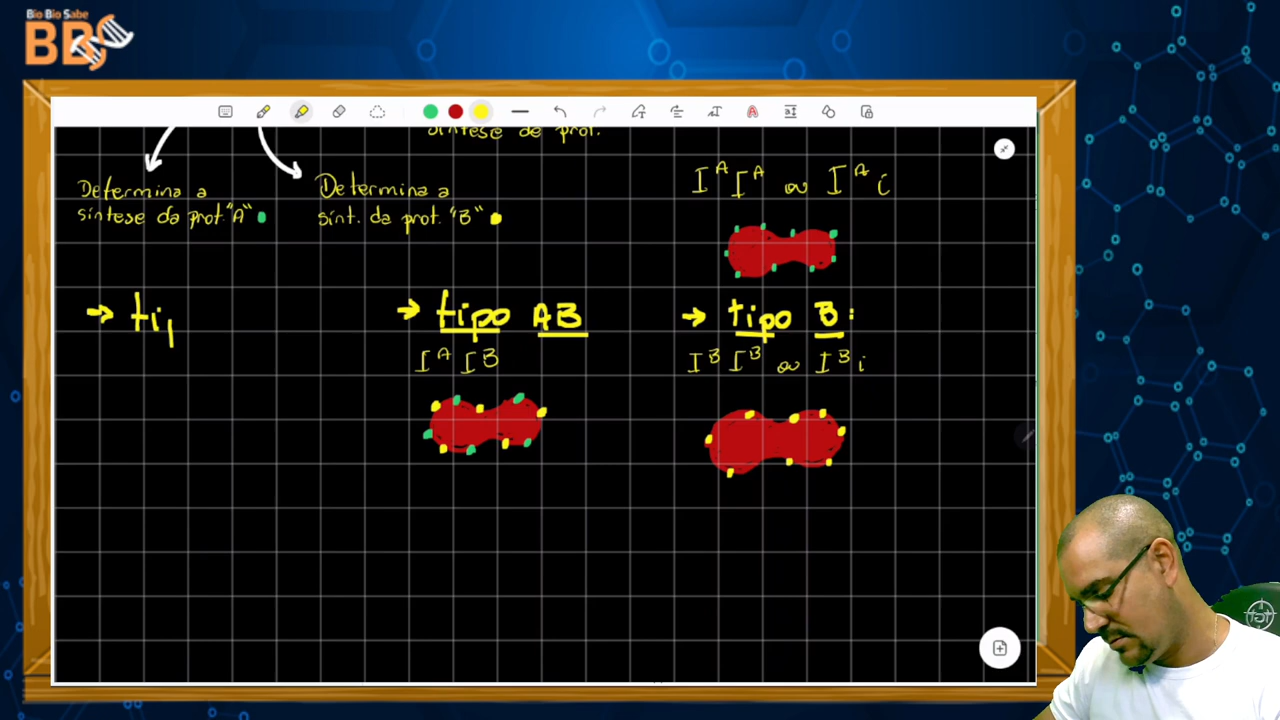 Bio Bio Sabe
BBS
síntese de prot.
Determina a
síntese da prot. "A"
Determina a
sínt. da prot. "B"
I^A I^A ou I^A i
→ tip
→ tipo AB
I^A I^B
→ tipo B:
I^B I^B ou I^B i